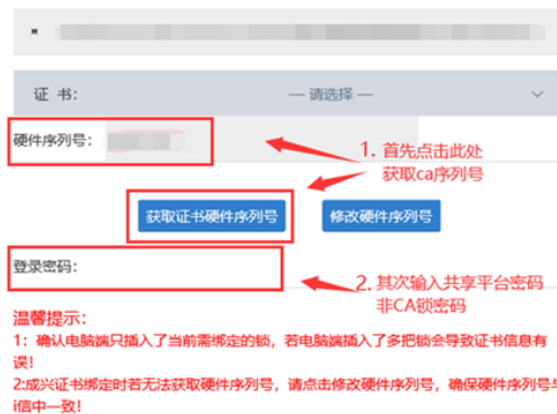 证 书：
— 请选择 —
硬件序列号：
1. 首先点击此处
获取ca序列号
获取证书硬件序列号
修改硬件序列号
登录密码：
2. 其次输入共享平台密码
非CA锁密码
温馨提示：
1：确认电脑端只插入了当前需绑定的锁，若电脑端插入了多把锁会导致证书信息有
误！
2:成兴证书绑定时若无法获取硬件序列号，请点击修改硬件序列号，确保硬件序列号与
i信中一致！